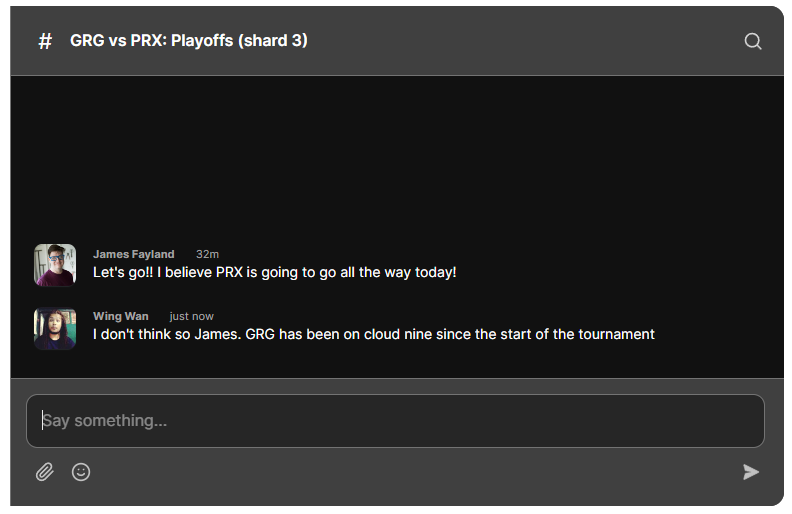 # GRG vs PRX: Playoffs (shard 3)
James Fayland 32m
Let's go!! I believe PRX is going to go all the way today!
Wing Wan just now
I don't think so James. GRG has been on cloud nine since the start of the tournament
Say something...